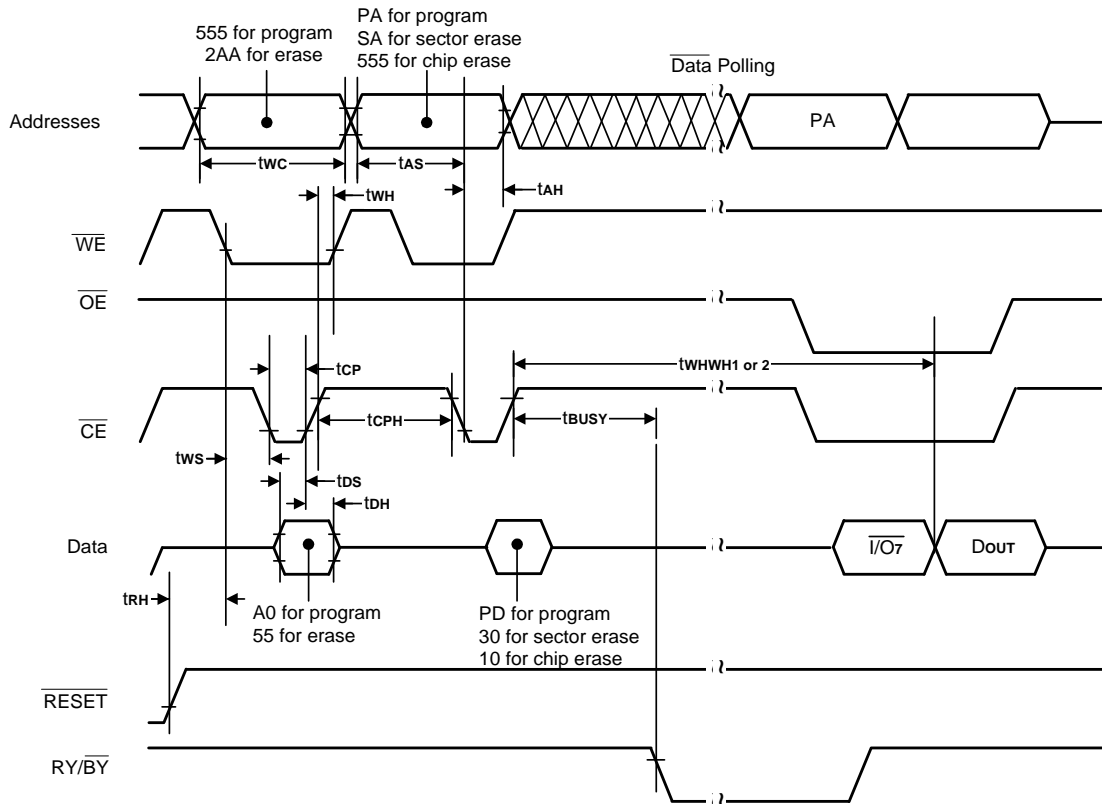 555 for program
2AA for erase
PA for program
SA for sector erase
555 for chip erase
Data Polling
Addresses
PA
tWC
tAS
tAH
tWH
WE
OE
tWHWH1 or 2
tCP
CE
tCPH
tBUSY
tWS
tDS
tDH
Data
I/O7
DOUT
tRH
A0 for program
55 for erase
PD for program
30 for sector erase
10 for chip erase
RESET
RY/BY